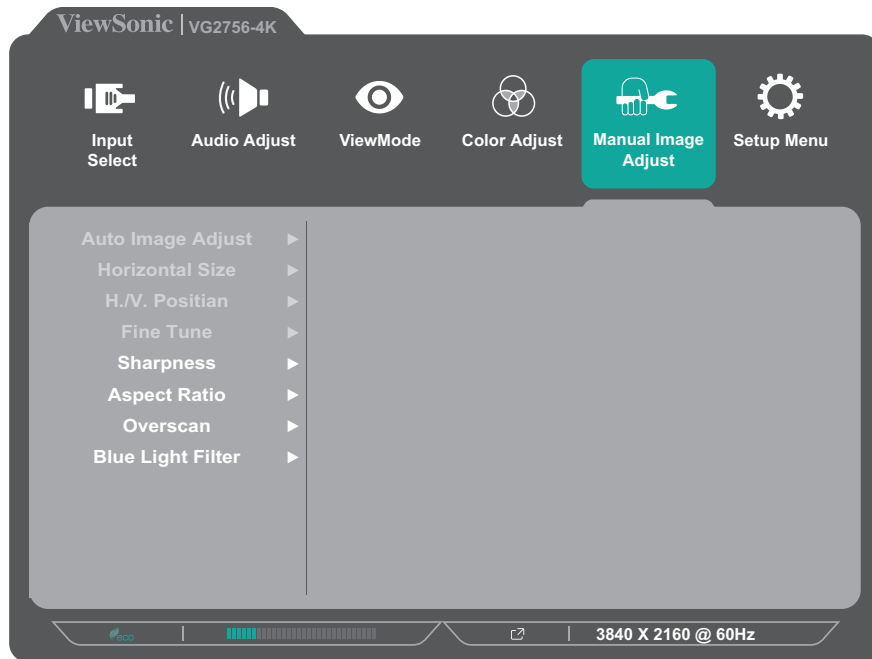 ViewSonic | VG2756-4K
Input
Select
Audio Adjust
ViewMode
Color Adjust
Manual Image
Adjust
Setup Menu
Auto Image Adjust
Horizontal Size
H./V. Positian
Fine Tune
Sharpness
Aspect Ratio
Overscan
Blue Light Filter
eco
3840 X 2160 @ 60Hz